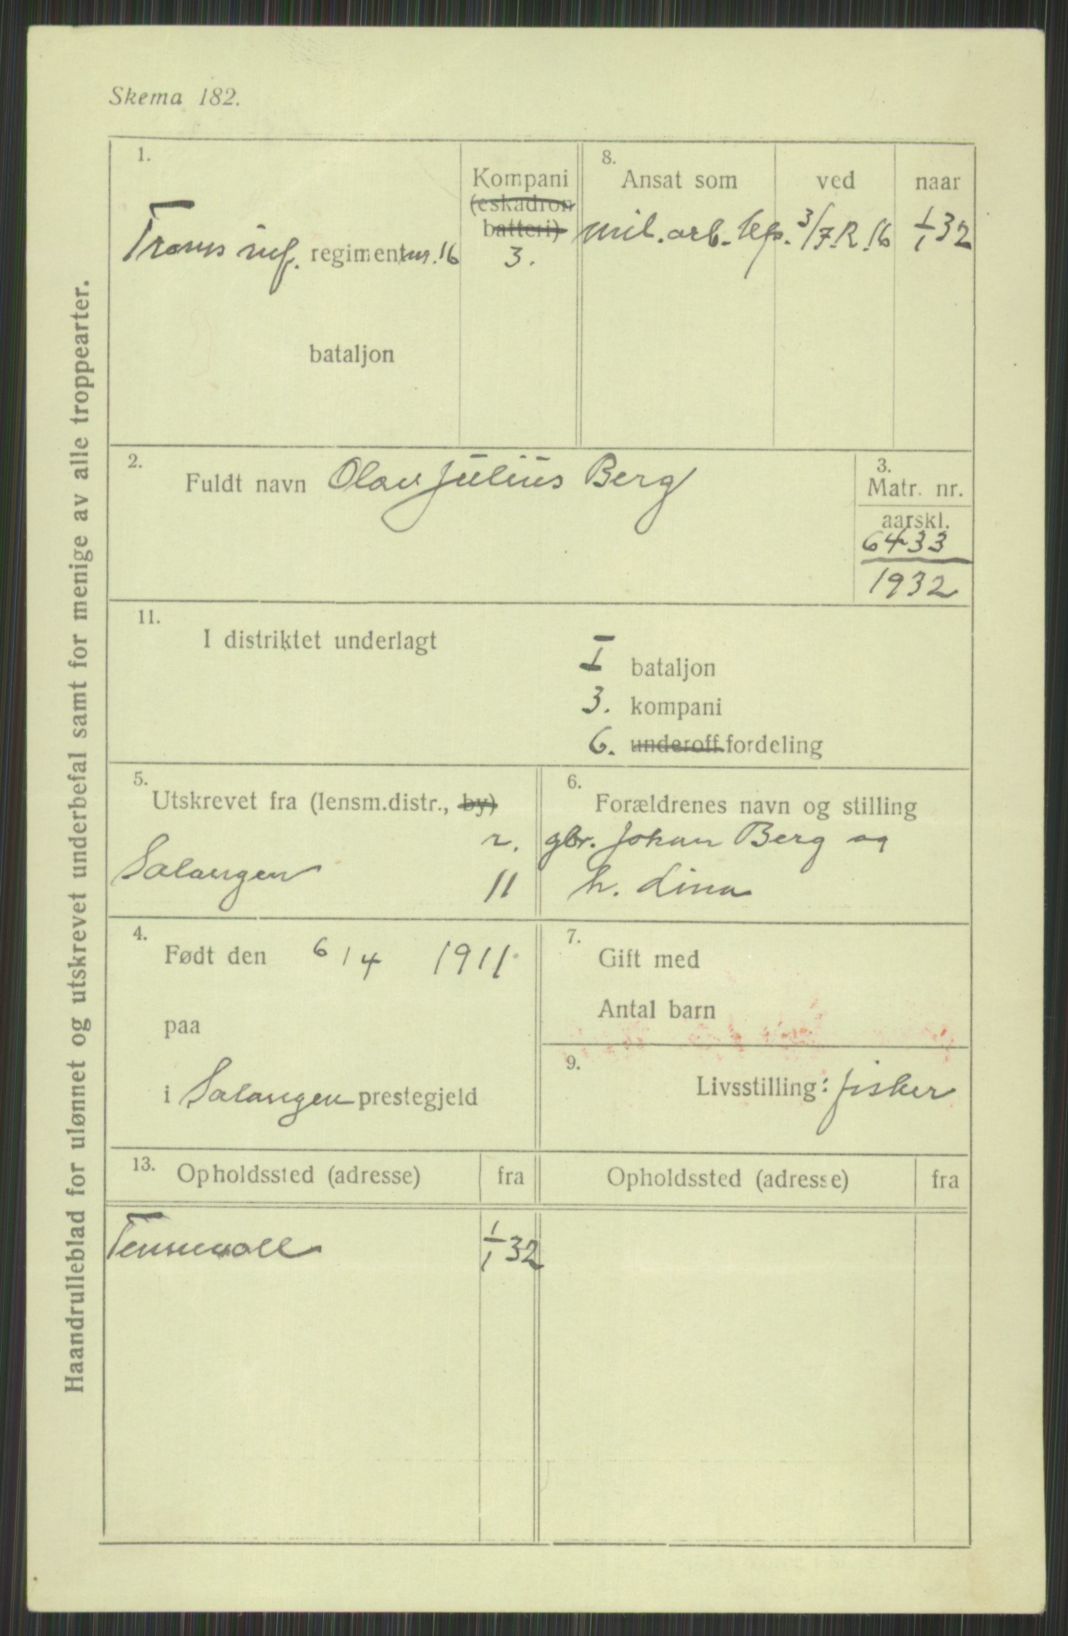 Skema 182.
Haandrulleblad for ulønnet og utskrevet underbefal samt for menige av alle troppearter.
1.
Kompani
(eskadron
batteri)
8.
Ansat som
ved
naar
Troms inf. regiment nr. 16
3.
mil. arb.
3/I.R.16
1/1 32
bataljon
2.
Fuldt navn Olav Julius Berg
3.
Matr. nr.
aarskl.
6433
1932
11.
I distriktet underlagt
I bataljon
3. kompani
6. underoff.fordeling
5.
Utskrevet fra (lensm.distr., by)
Salangen
r.
11
6.
Forældrenes navn og stilling
gbr. Johan Berg og
h. Lina
4.
Født den 6/4 1911
paa
i Salangen prestegjeld
7.
Gift med
Antal barn
9.
Livsstilling: fisker
13. Opholdssted (adresse)
fra
Opholdssted (adresse)
fra
Tennevoll
1/1 32